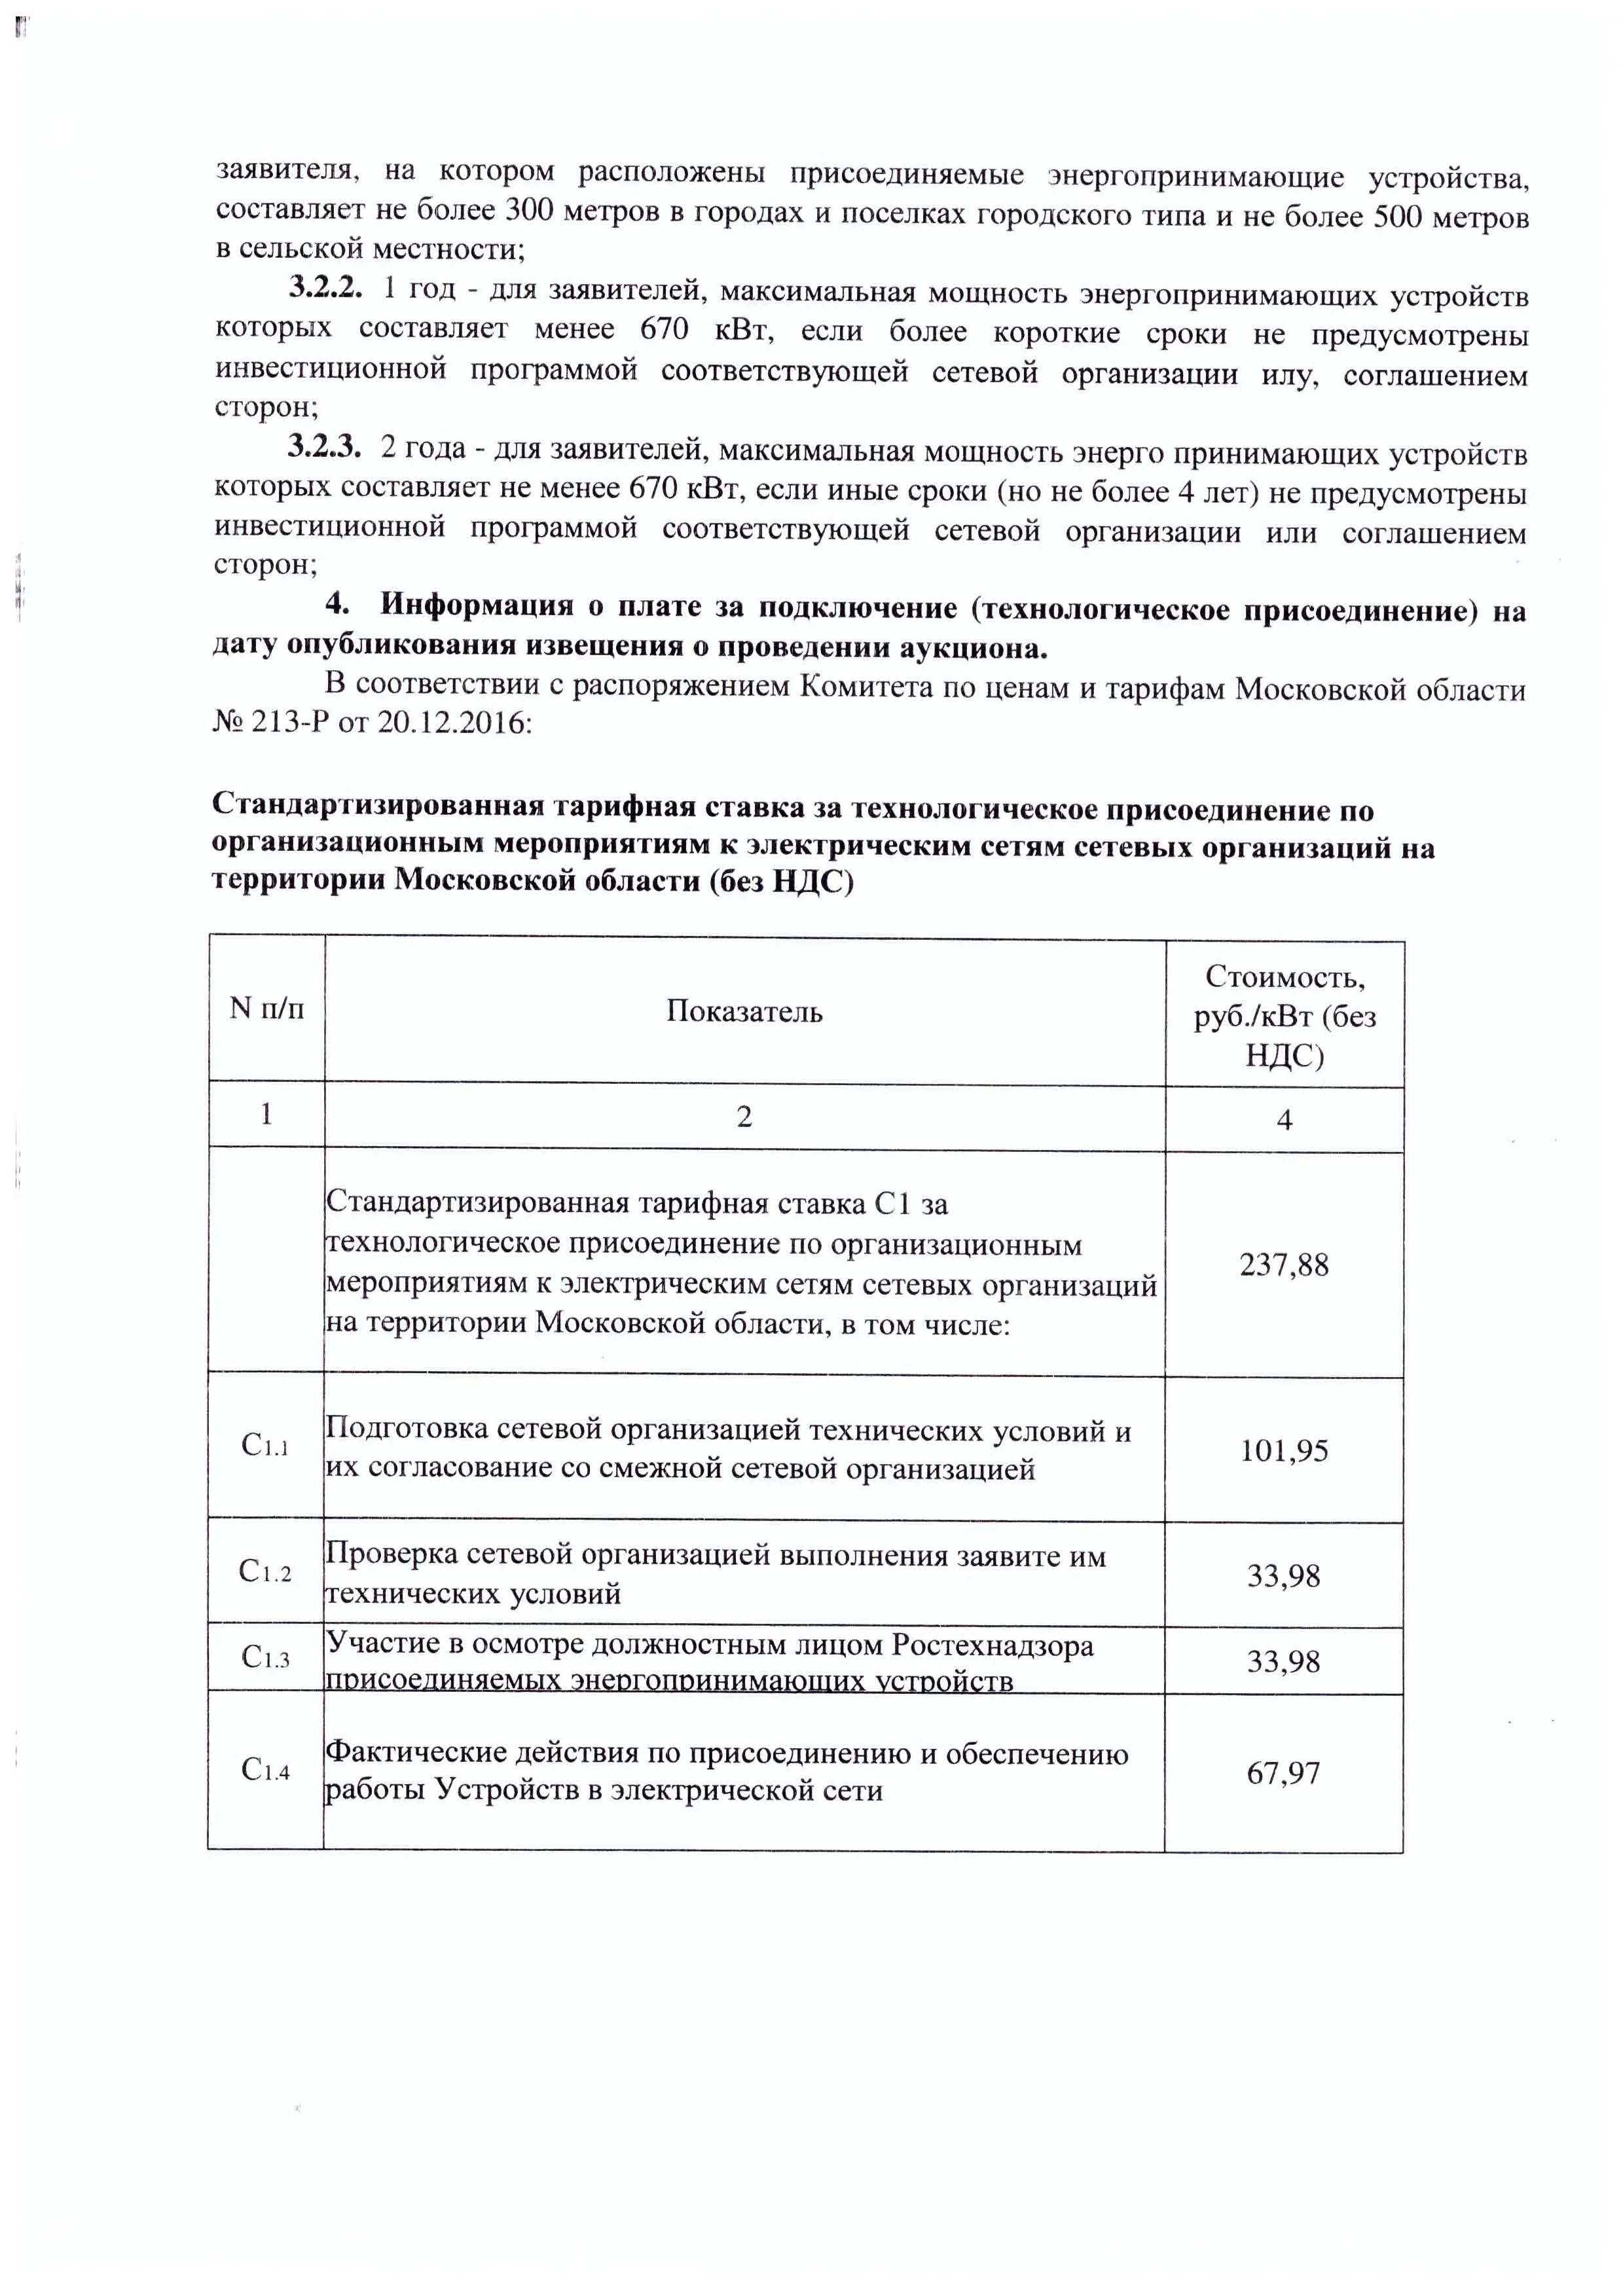 заявителя, на котором расположены присоединяемые энергопринимающие устройства,
составляет не более 300 метров в городах и поселках городского типа и не более 500 метров
в сельской местности;
3.2.2. 1 год - для заявителей, максимальная мощность энергопринимающих устройств
которых составляет менее 670 кВт, если более короткие сроки не предусмотрены
инвестиционной программой соответствующей сетевой организации илу, соглашением
сторон;
3.2.3. 2 года - для заявителей, максимальная мощность энерго принимающих устройств
которых составляет не менее 670 кВт, если иные сроки (но не более 4 лет) не предусмотрены
инвестиционной программой соответствующей сетевой организации или соглашением
сторон;
4. Информация о плате за подключение (технологическое присоединение) на
дату опубликования извещения о проведении аукциона.
В соответствии с распоряжением Комитета по ценам и тарифам Московской области
№ 213-Р от 20.12.2016:
Стандартизированная тарифная ставка за технологическое присоединение по
организационным мероприятиям к электрическим сетям сетевых организаций на
территории Московской области (без НДС)
N п/п
Показатель
Стоимость,
руб./кВт (без
НДС)
1
2
4
Стандартизированная тарифная ставка С1 за
технологическое присоединение по организационным
мероприятиям к электрическим сетям сетевых организаций
на территории Московской области, в том числе:
237,88
С1.1
Подготовка сетевой организацией технических условий и
их согласование со смежной сетевой организацией
101,95
С1.2
Проверка сетевой организацией выполнения заявите им
технических условий
33,98
С1.3
Участие в осмотре должностным лицом Ростехнадзора
присоединяемых энергопринимающих устройств
33,98
С1.4
Фактические действия по присоединению и обеспечению
работы Устройств в электрической сети
67,97